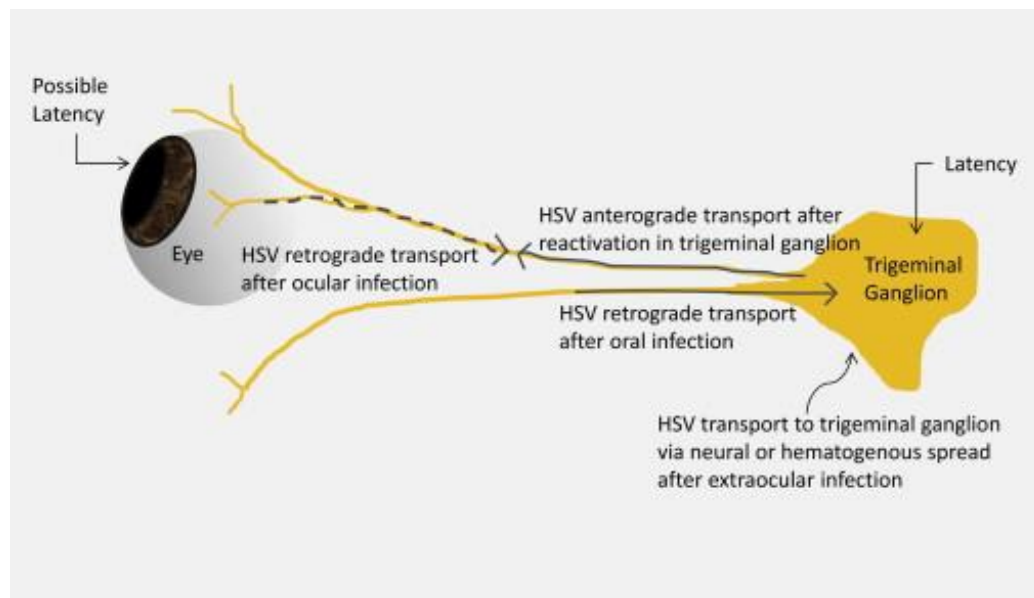 Possible
Latency
Eye
HSV retrograde transport
after ocular infection
HSV anterograde transport after
reactivation in trigeminal ganglion
Latency
Trigeminal
Ganglion
HSV retrograde transport
after oral infection
HSV transport to trigeminal ganglion
via neural or hematogenous spread
after extraocular infection